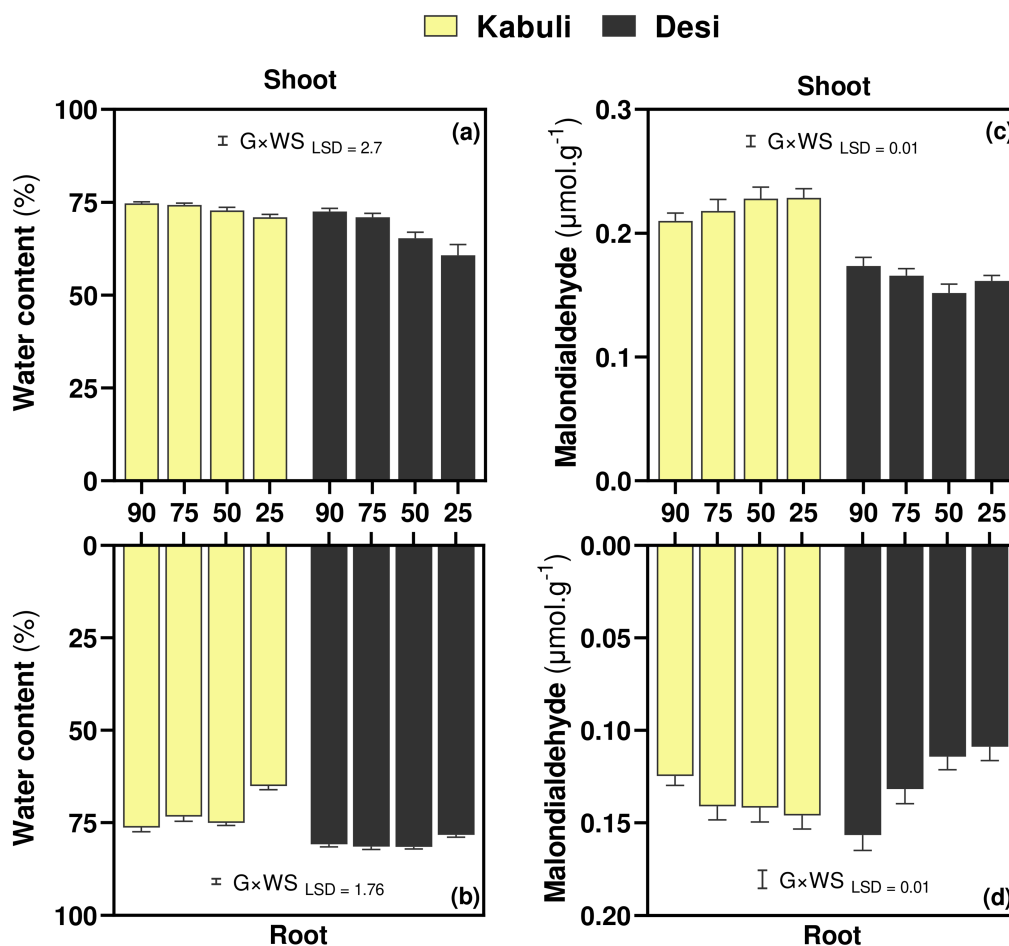 Kabuli Desi
Shoot
100
75
50
25
0
Water content (%)
(a)
G×WS LSD = 2.7
90 75 50 25 90 75 50 25
0
25
50
75
100
Water content (%)
G×WS LSD = 1.76
(b)
Root
Shoot
0.3
0.2
0.1
0.0
Malondialdehyde (μmol.g-1)
(c)
G×WS LSD = 0.01
90 75 50 25 90 75 50 25
0.00
0.05
0.10
0.15
0.20
Malondialdehyde (μmol.g-1)
G×WS LSD = 0.01
(d)
Root